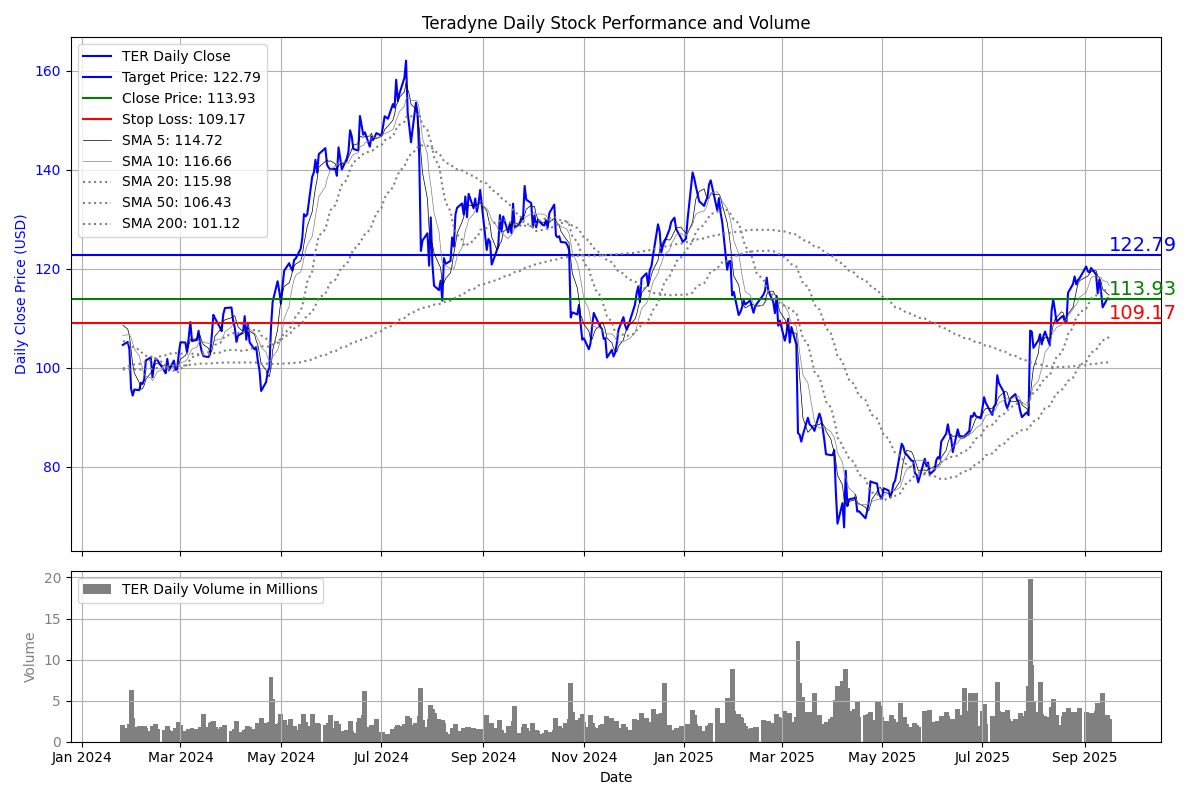 Teradyne Daily Stock Performance and Volume
TER Daily Close
Target Price: 122.79
Close Price: 113.93
Stop Loss: 109.17
SMA 5: 114.72
SMA 10: 116.66
SMA 20: 115.98
SMA 50: 106.43
SMA 200: 101.12
160
140
120
100
80
Daily Close Price (USD)
122.79
113.93
109.17
TER Daily Volume in Millions
20
15
10
5
0
Volume
Jan 2024
Mar 2024
May 2024
Jul 2024
Sep 2024
Nov 2024
Jan 2025
Mar 2025
May 2025
Jul 2025
Sep 2025
Date